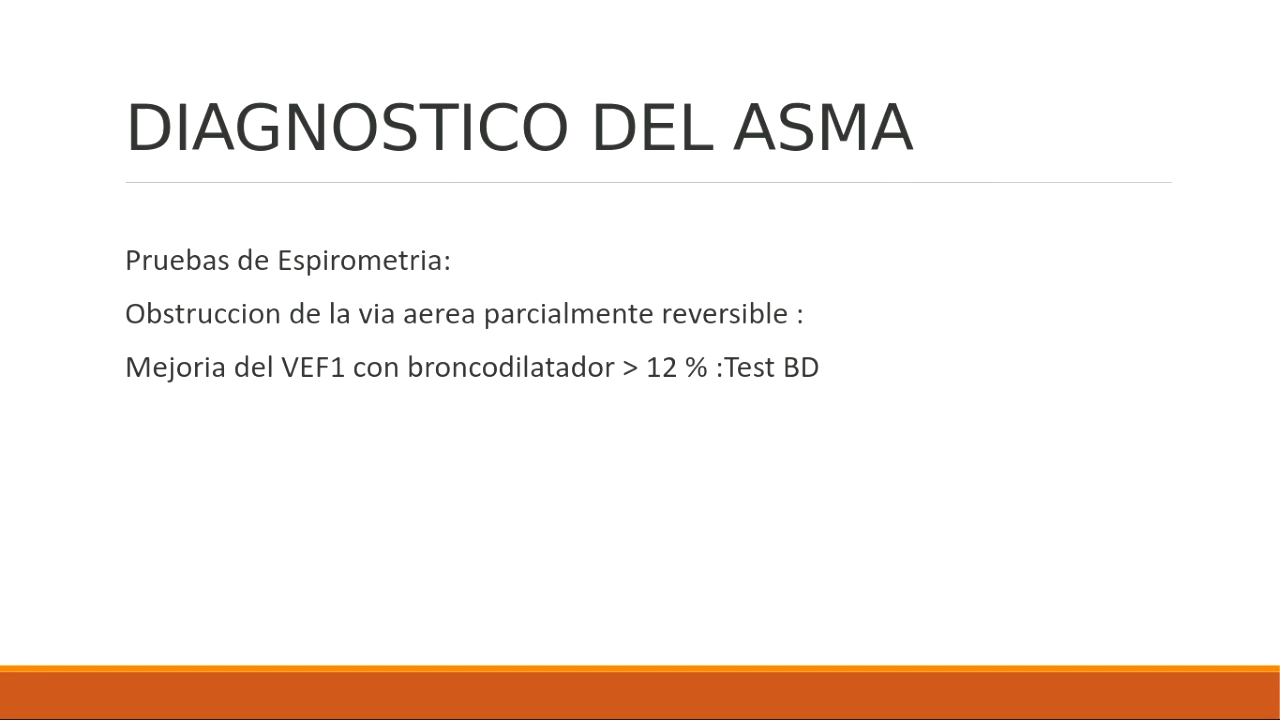 DIAGNOSTICO DEL ASMA
Pruebas de Espirometria:
Obstruccion de la via aerea parcialmente reversible :
Mejoria del VEF1 con broncodilatador > 12 % :Test BD